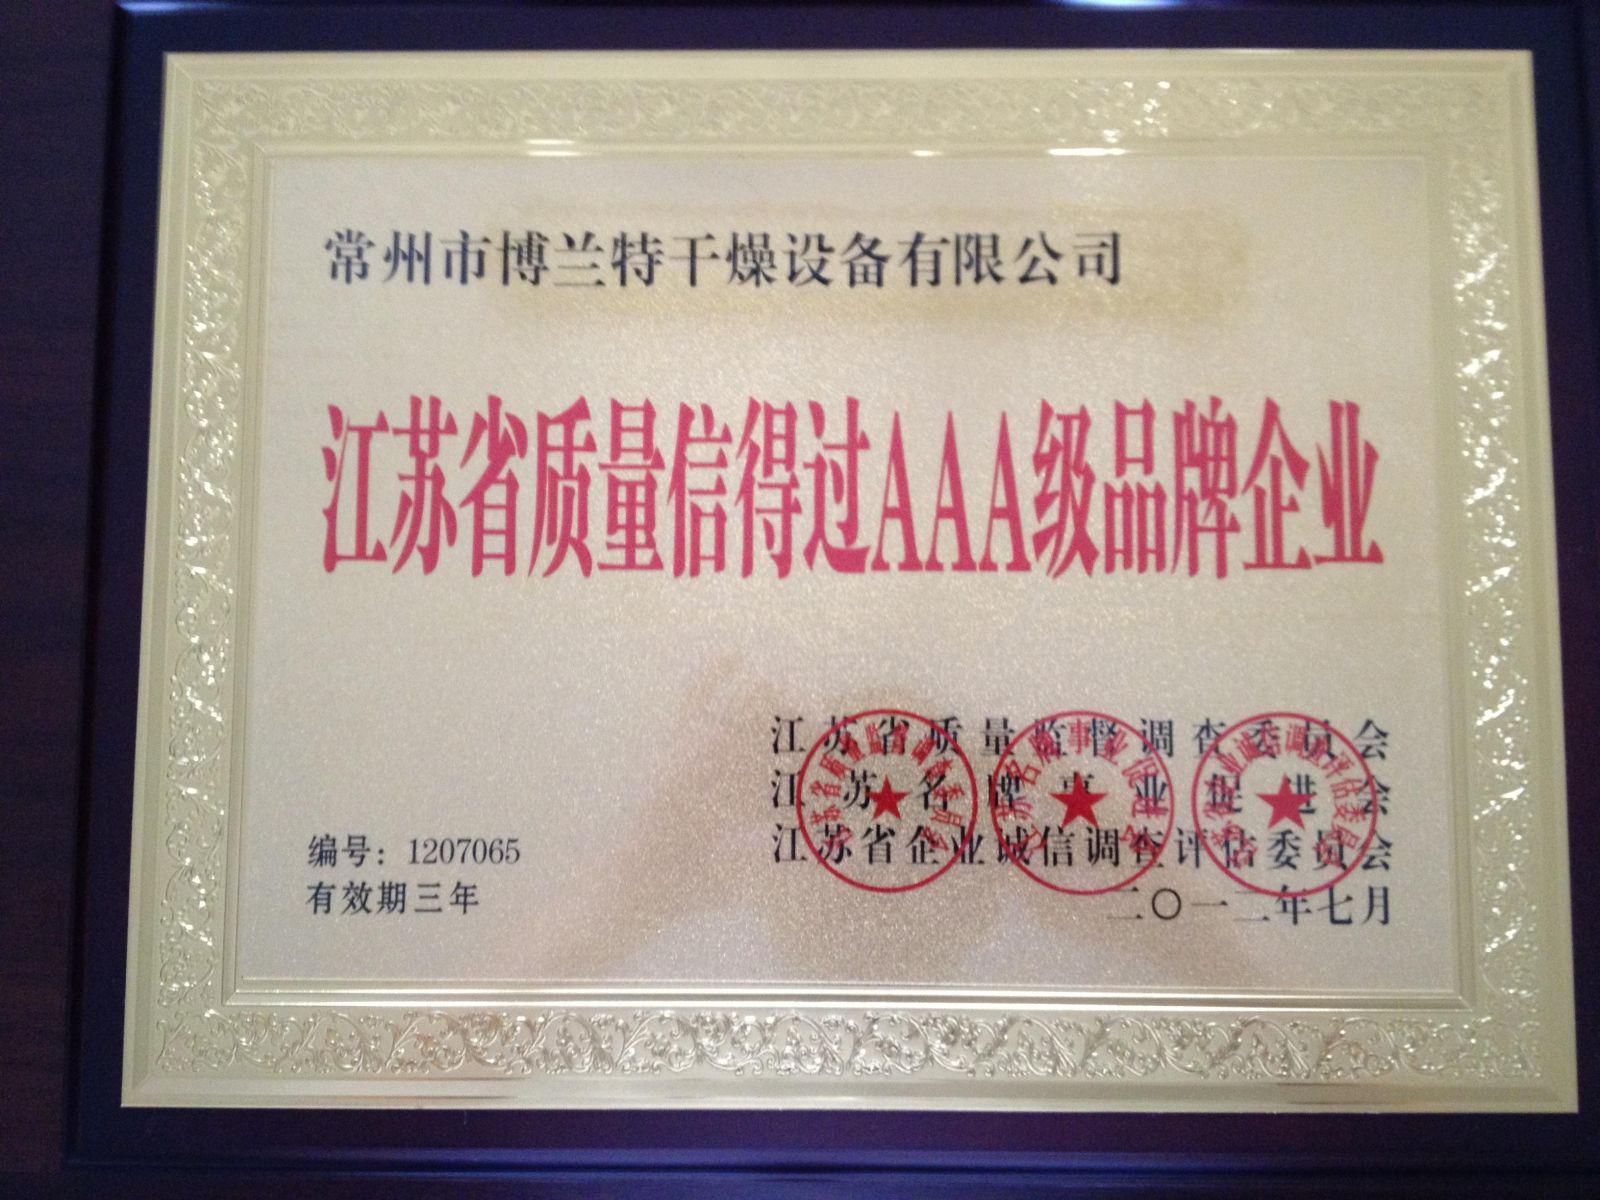 常州市博兰特干燥设备有限公司
江苏省质量信得过AAA级品牌企业
江苏省质量监督调查委员会
江苏名牌事业促进会
江苏省企业诚信调查评估委员会
二〇一二年七月
编号：1207065
有效期三年